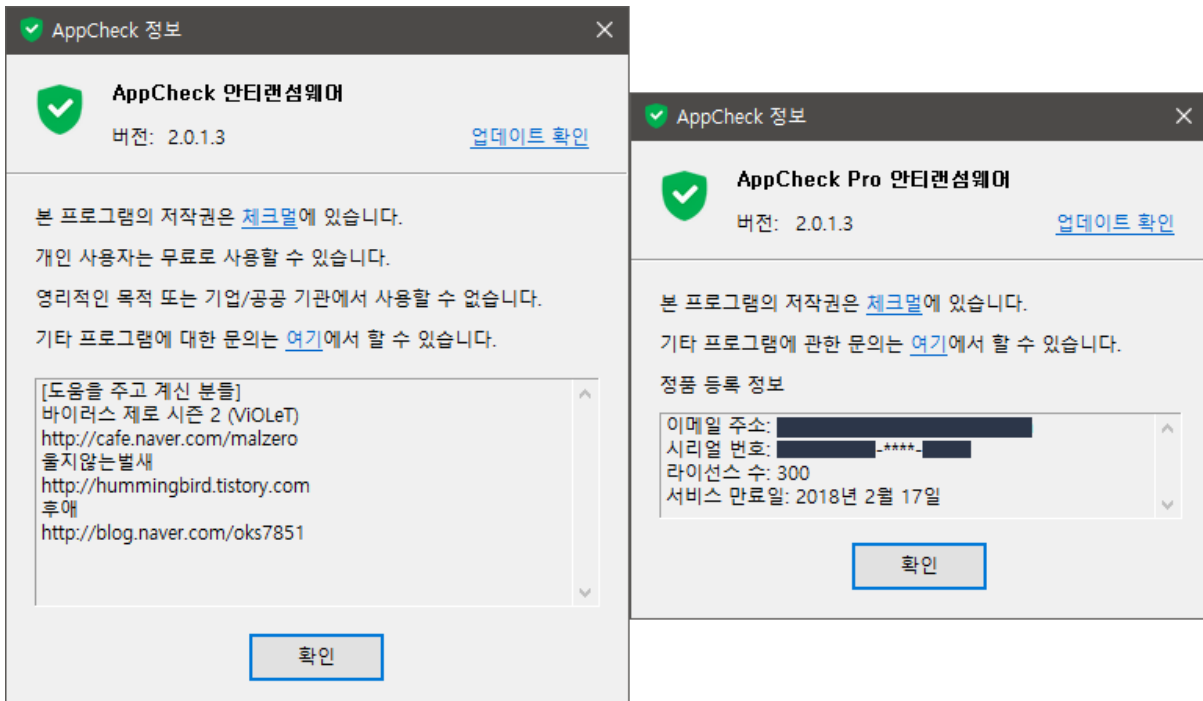 AppCheck 정보
AppCheck 안티랜섬웨어
버전: 2.0.1.3
업데이트 확인
본 프로그램의 저작권은 체크멀에 있습니다.
개인 사용자는 무료로 사용할 수 있습니다.
영리적인 목적 또는 기업/공공 기관에서 사용할 수 없습니다.
기타 프로그램에 대한 문의는 여기에서 할 수 있습니다.
[도움을 주고 계신 분들]
바이러스 제로 시즌 2 (ViOLeT)
http://cafe.naver.com/malzero
울지않는벌새
http://hummingbird.tistory.com
후애
http://blog.naver.com/oks7851
확인
AppCheck 정보
AppCheck Pro 안티랜섬웨어
버전: 2.0.1.3
업데이트 확인
본 프로그램의 저작권은 체크멀에 있습니다.
기타 프로그램에 관한 문의는 여기에서 할 수 있습니다.
정품 등록 정보
이메일 주소:
시리얼 번호: -****-
라이선스 수: 300
서비스 만료일: 2018년 2월 17일
확인